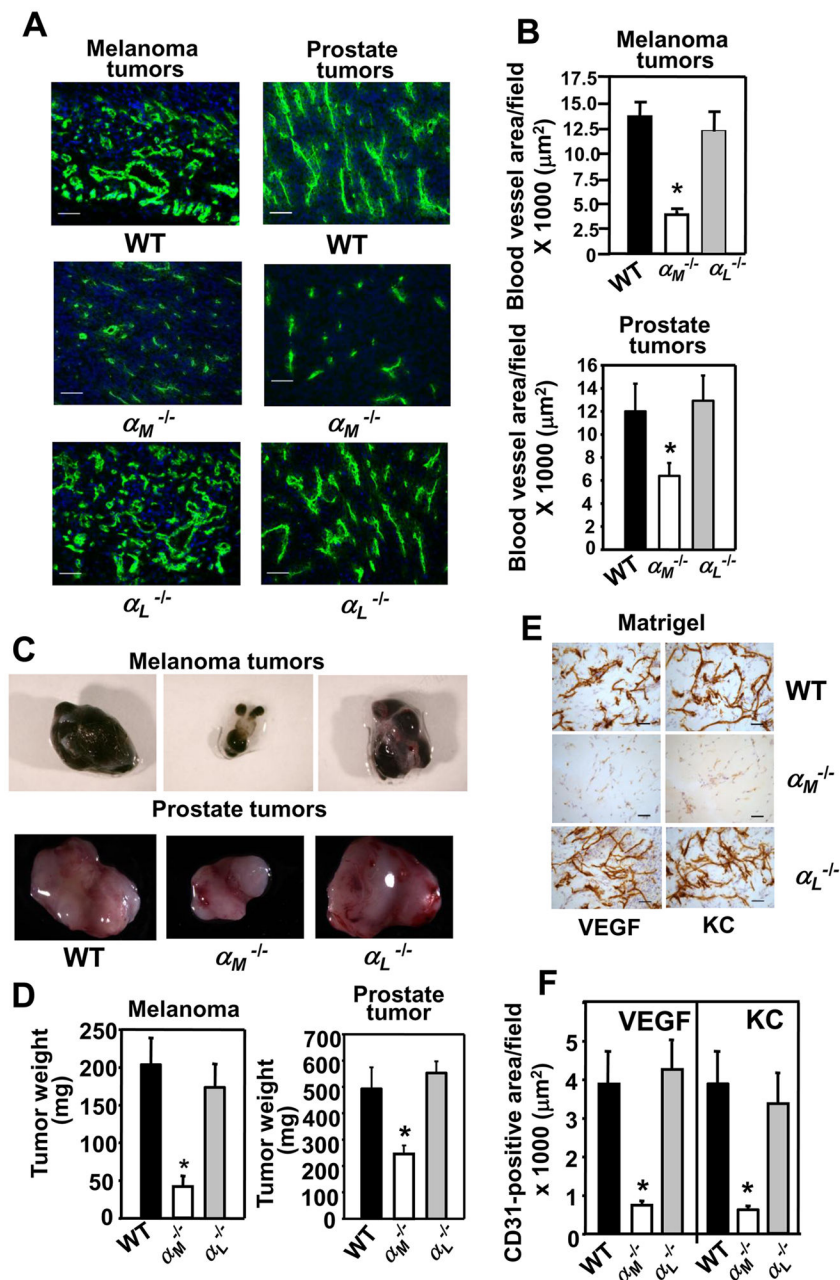 A
Melanoma
tumors
Prostate
tumors
WT
WT
αM -/-
αM -/-
αL -/-
αL -/-
B
Melanoma
tumors
Blood vessel area/field
X 1000 (μm2)
17.5
15.0
12.5
10.0
7.5
5.0
2.5
0
*
WT
αM-/-
αL-/-
Prostate
tumors
Blood vessel area/field
X 1000 (μm2)
16
14
12
10
8
6
4
2
0
*
WT
αM-/-
αL-/-
C
Melanoma tumors
Prostate tumors
WT
αM -/-
αL -/-
D
Melanoma
Tumor weight
(mg)
250
200
150
100
50
0
*
WT
αM-/-
αL-/-
Prostate
tumor
Tumor weight
(mg)
700
600
500
400
300
200
100
0
*
WT
αM-/-
αL-/-
E
Matrigel
WT
αM-/-
αL-/-
VEGF
KC
F
VEGF
KC
CD31-positive area/field
x 1000 (μm2)
5
4
3
2
1
0
*
*
WT
αM-/-
αL-/-
WT
αM-/-
αL-/-